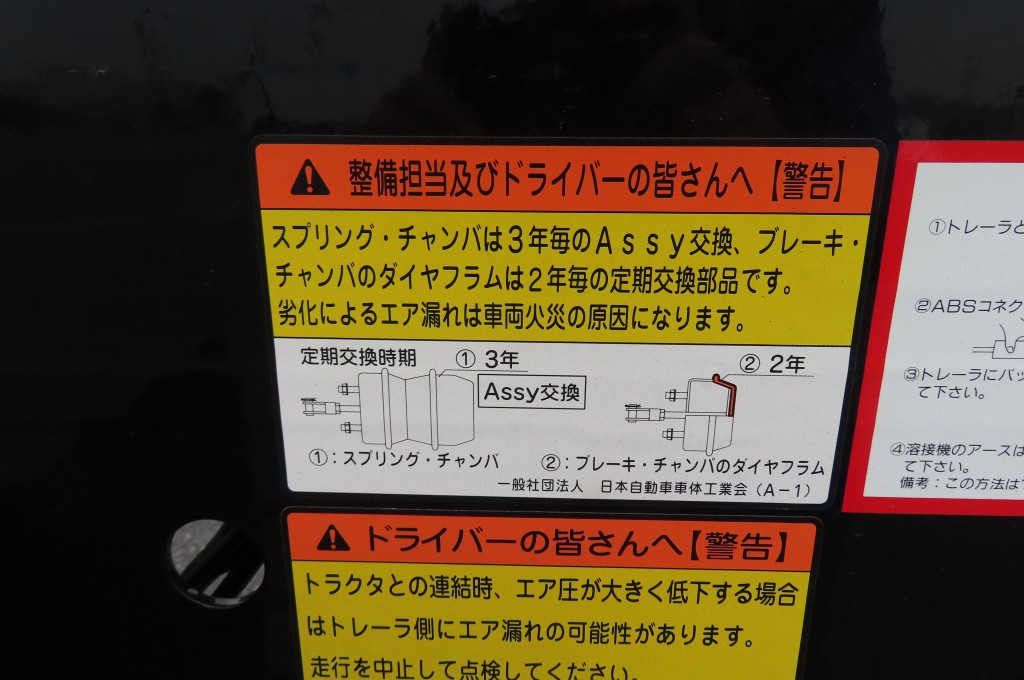 整備担当及びドライバーの皆さんへ【警告】
スプリング・チャンバは3年毎のAssy交換、ブレーキ・
チャンバのダイヤフラムは2年毎の定期交換部品です。
劣化によるエア漏れは車両火災の原因になります。
定期交換時期 ① 3年 ② 2年
Assy交換
①:スプリング・チャンバ ②:ブレーキ・チャンバのダイヤフラム
一般社団法人 日本自動車車体工業会(A-1)
ドライバーの皆さんへ【警告】
トラクタとの連結時、エア圧が大きく低下する場合
はトレーラ側にエア漏れの可能性があります。
走行を中止して点検してください。
①トレーラと
②ABSコネク
③トレーラにバッ
て下さい。
④溶接機のアースは
て下さい。
備考:この方法は